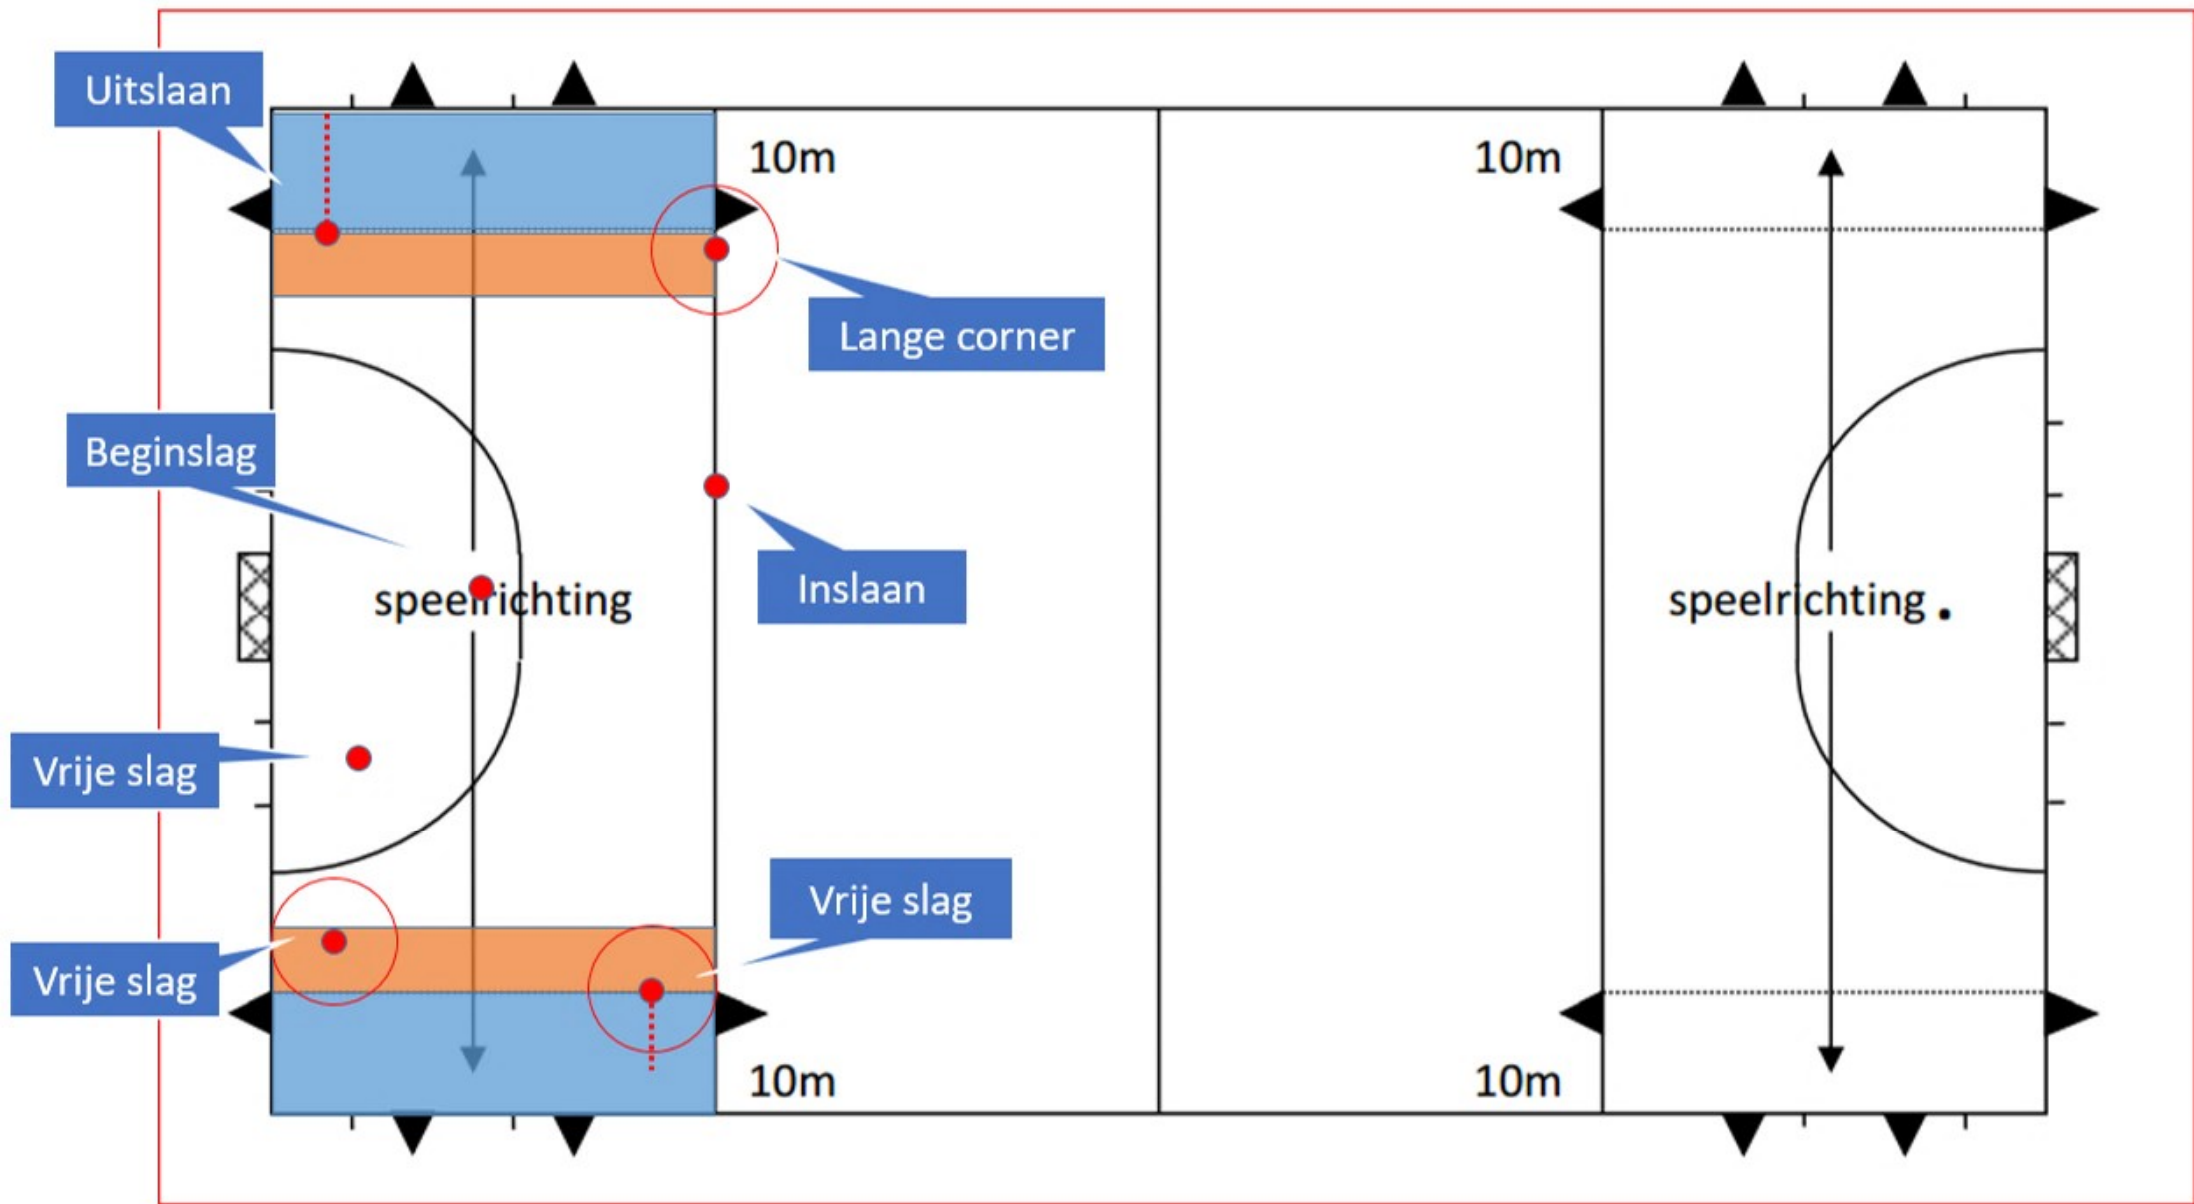 Uitslaan
10m
10m
Lange corner
Beginslag
Inslaan
speelrichting
speelrichting .
Vrije slag
Vrije slag
Vrije slag
10m
10m